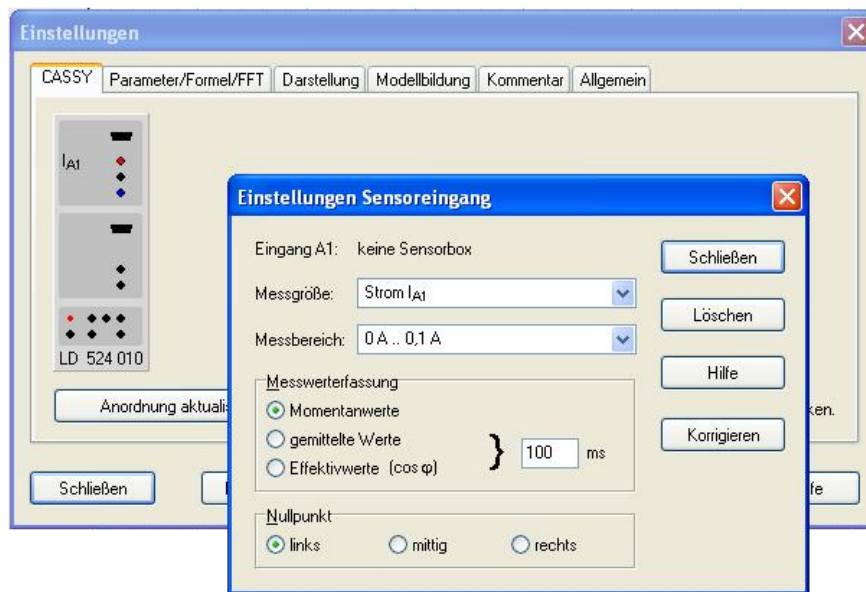 Einstellungen
CASSY Parameter/Formel/FFT Darstellung Modellbildung Kommentar Allgemein
IA1
LD 524 010
Anordnung aktualis
ken.
Schließen
fe
Einstellungen Sensoreingang
Eingang A1: keine Sensorbox
Messgröße: Strom IA1
Messbereich: 0 A .. 0,1 A
Messwerterfassung
Momentanwerte
gemittelte Werte
Effektivwerte (cos φ)
} 100 ms
Nullpunkt
links mittig rechts
Schließen
Löschen
Hilfe
Korrigieren